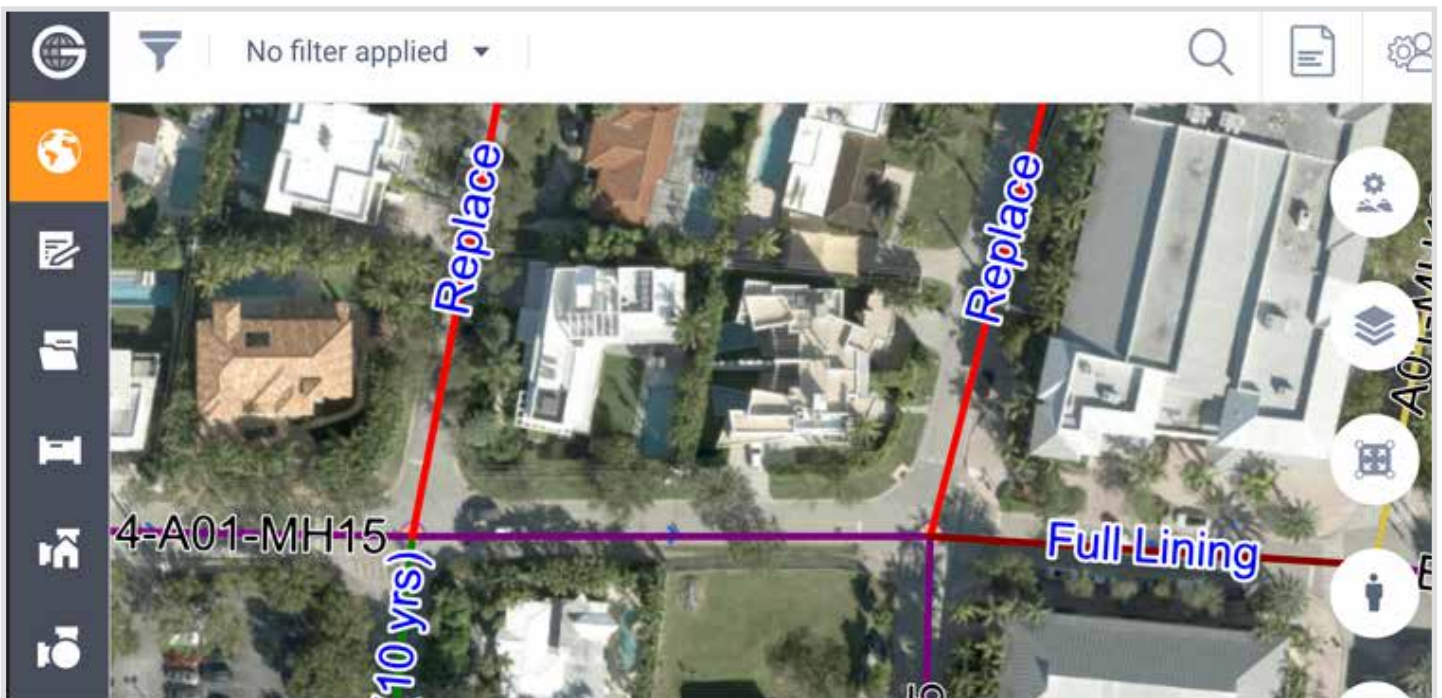 No filter applied
Replace
Replace
4-A01-MH15
Full Lining
(10 yrs)